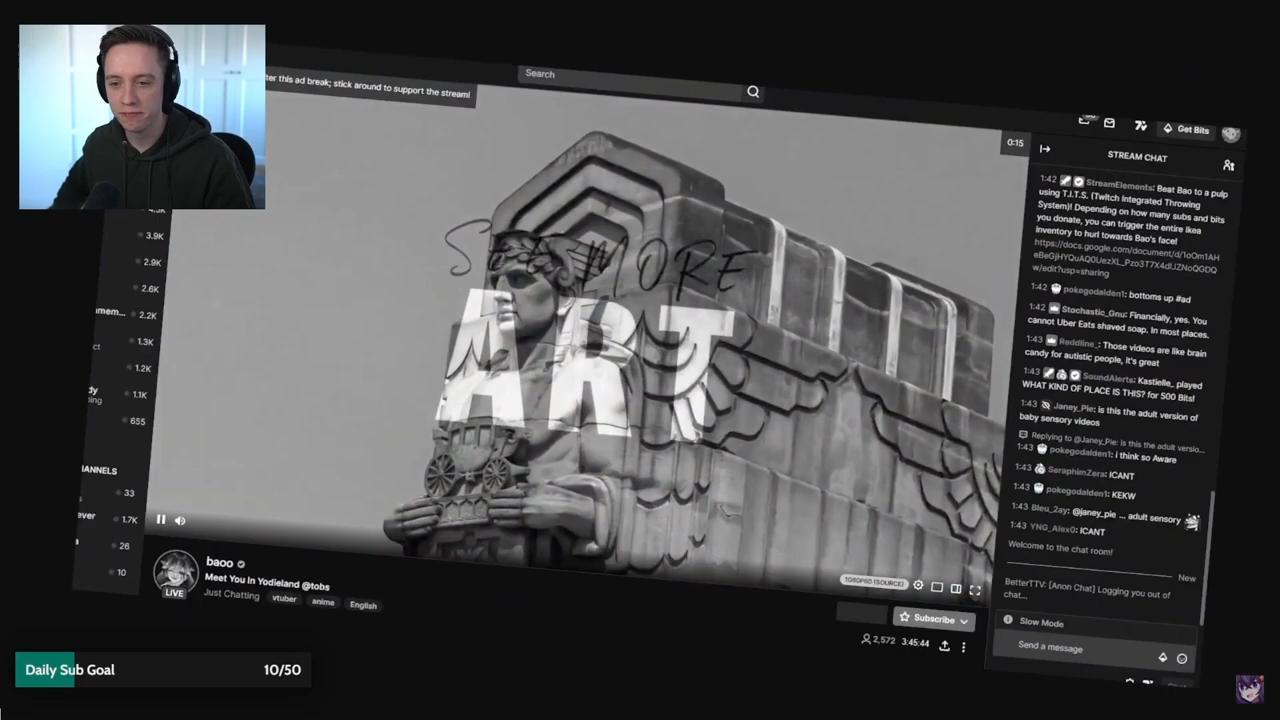 ter this ad break; stick around to support the stream!
Search
Get Bits
0:15
STREAM CHAT
3.9K
2.9K
2.6K
2.2K
1.3K
1.2K
1.1K
655
33
ever
1.7K
26
10
SEE MORE
ART
1:42 StreamElements: Beat Bao to a pulp
using T.I.T.S. (Twitch Integrated Throwing
System)! Depending on how many subs and bits
you donate, you can trigger the entire ikea
inventory to hurl towards Bao's face!
1:42 pokegodalden1: bottoms up #ad
1:42 Stochastic_Gnu: Financially, yes. You
cannot Uber Eats shaved soap. In most places.
1:43 Reddline_: Those videos are like brain
candy for autistic people, it's great
1:43 SoundAlerts: Kastielle_ played
WHAT KIND OF PLACE IS THIS? for 500 Bits!
1:43 Janey_Pie: is this the adult version of
baby sensory videos
Replying to @Janey_Pie: is this the adult versio...
1:43 pokegodalden1: i think so Aware
1:43 SeraphimZera: ICANT
1:43 pokegodalden1: KEKW
1:43 Bleu_2ay: @janey_pie ... adult sensory
1:43 YNG_Alex0: ICANT
Welcome to the chat room!
New
BetterTTV: [Anon Chat] Logging you out of
chat...
Slow Mode
Send a message
baoo
Meet You In Yodieland @tobs
Just Chatting vtuber anime English
LIVE
1080P60 (SOURCE)
Subscribe
2,572 3:45:44
Daily Sub Goal 10/50